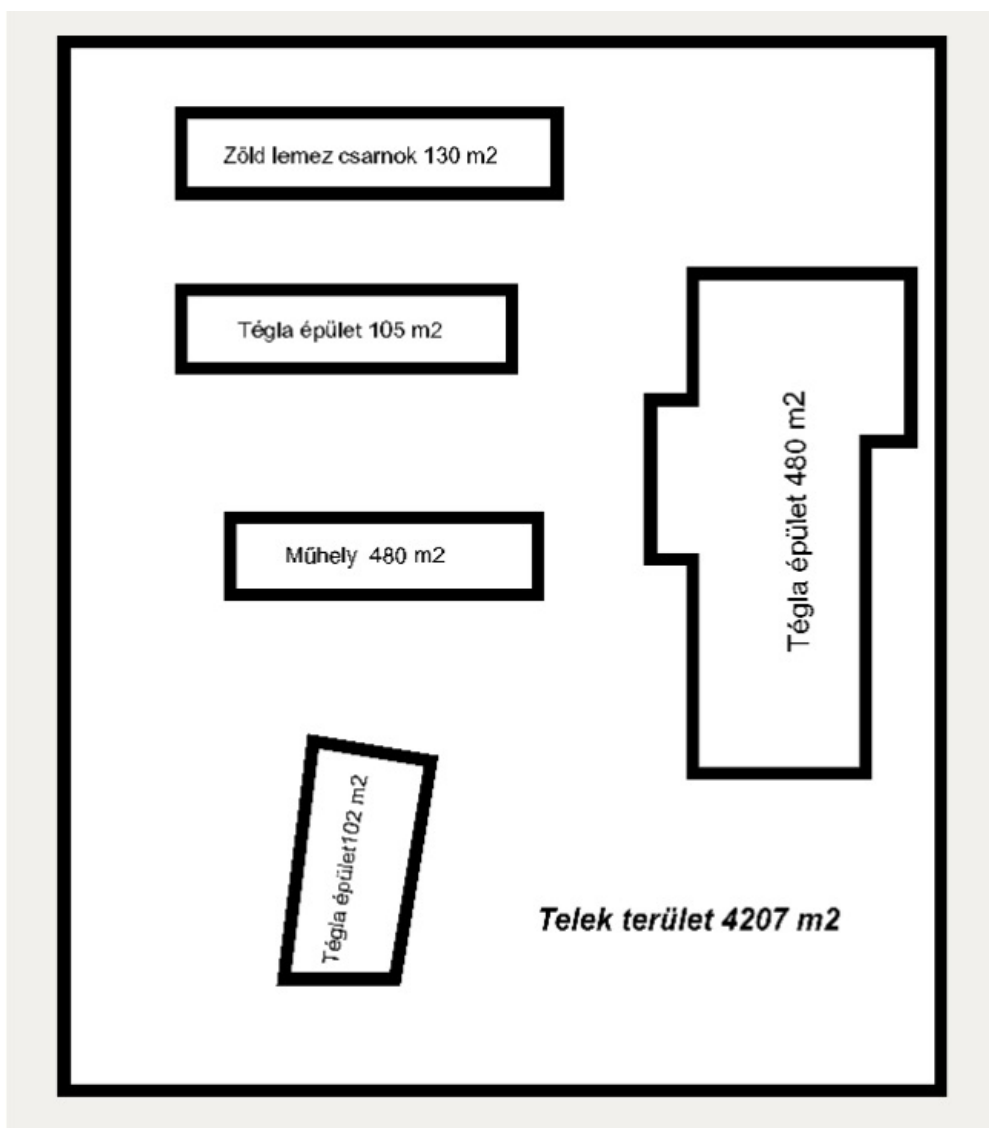 Zöld lemez csarnok 130 m2
Tégla épület 105 m2
Tégla épület 480 m2
Műhely 480 m2
Tégla épület102 m2
Telek terület 4207 m2